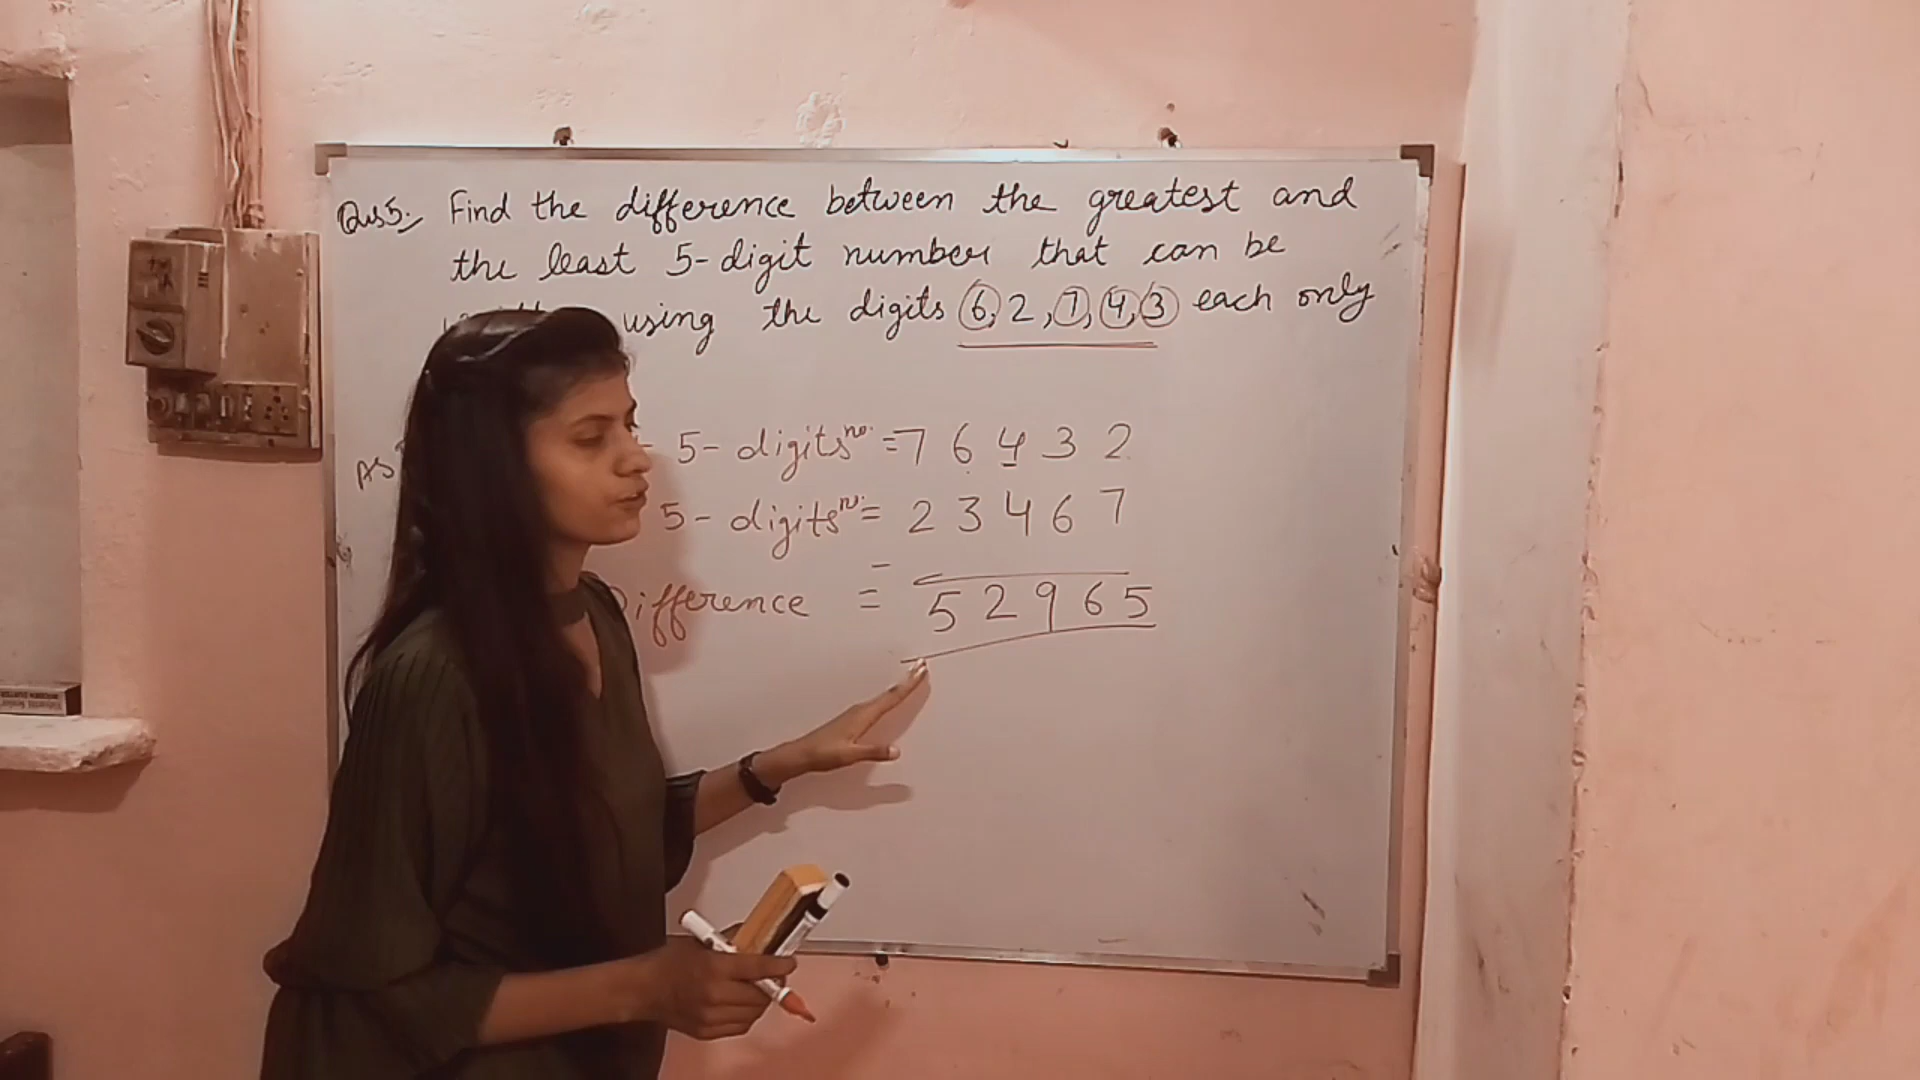 Qus5. Find the difference between the greatest and
the least 5-digit number that can be
using the digits 6, 2, 7, 4, 3 each only
5-digits no. = 7 6 4 3 2
5-digits no. = 2 3 4 6 7
-
Difference = 5 2 9 6 5